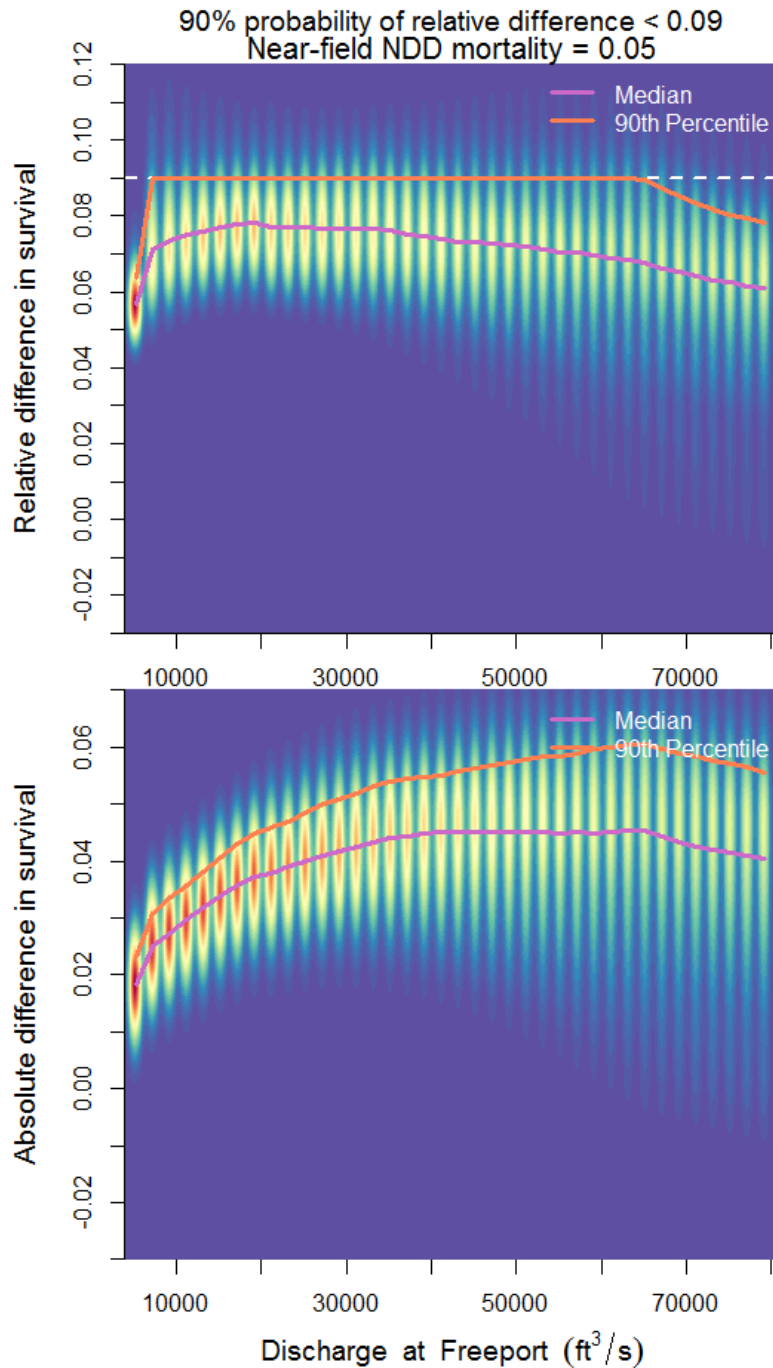 90% probability of relative difference < 0.09
Near-field NDD mortality = 0.05
Relative difference in survival
0.12
0.10
0.08
0.06
0.04
0.02
0.00
-0.02
Median
90th Percentile
10000 30000 50000 70000
Absolute difference in survival
0.06
0.04
0.02
0.00
-0.02
Median
90th Percentile
10000 30000 50000 70000
Discharge at Freeport (ft³/s)